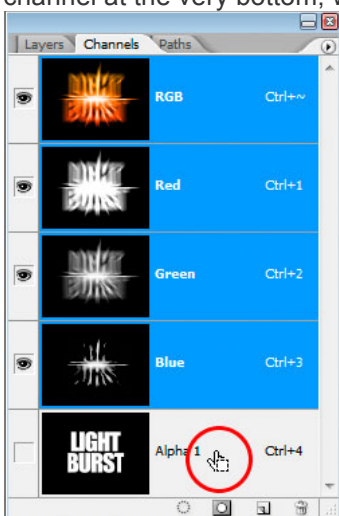 channel at the very bottom,
Layers Channels Paths
RGB Ctrl+~
Red Ctrl+1
Green Ctrl+2
Blue Ctrl+3
LIGHT
BURST
Alpha 1 Ctrl+4